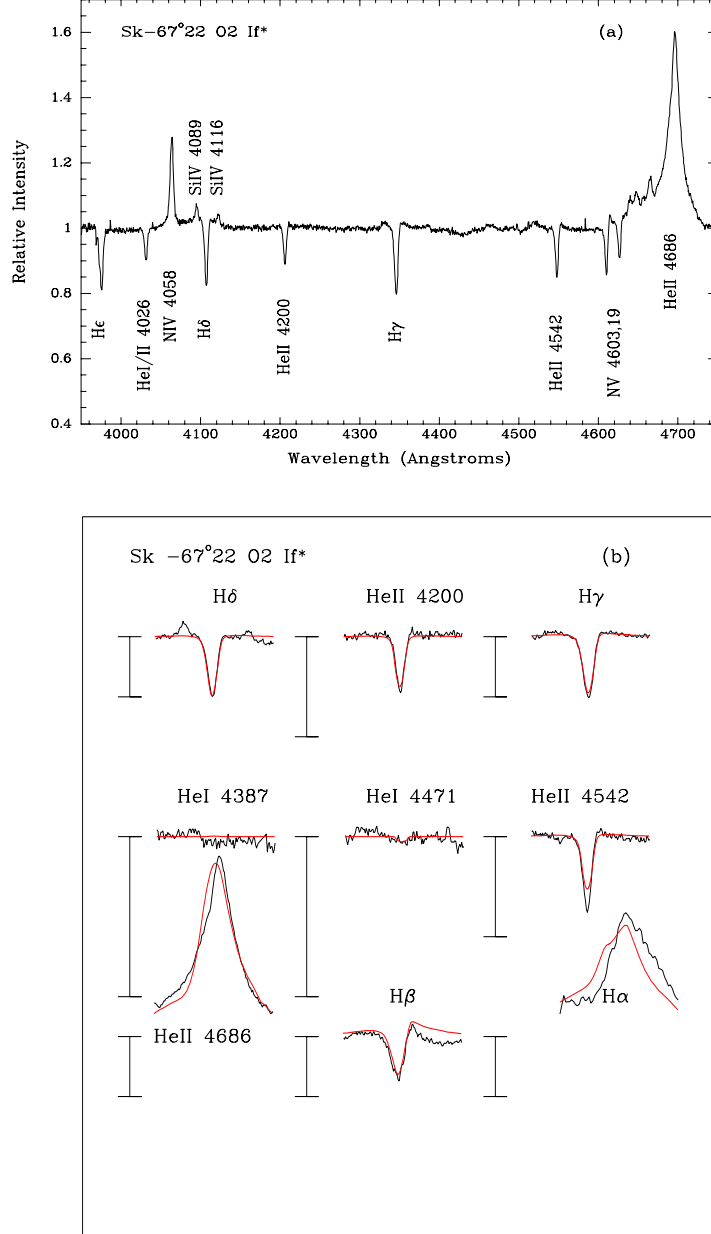 Sk−67°22 O2 If*
(a)
1.6
1.4
1.2
1
0.8
0.6
0.4
Relative Intensity
Hϵ
HeI/II 4026
NIV 4058
SiIV 4089
SiIV 4116
Hδ
HeII 4200
Hγ
HeII 4542
NV 4603,19
HeII 4686
4000 4100 4200 4300 4400 4500 4600 4700
Wavelength (Angstroms)
Sk −67°22 O2 If*
(b)
Hδ HeII 4200 Hγ
HeI 4387 HeI 4471 HeII 4542
HeII 4686 Hβ Hα